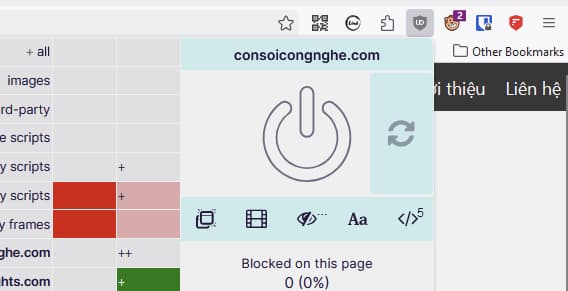 2
Other Bookmarks
+ all
consoicongnghe.com
ới thiệu
Liên hệ
images
rd-party
e scripts
y scripts +
y scripts +
y frames
ghe.com ++
ghts.com +
Aa
</>5
Blocked on this page
0 (0%)